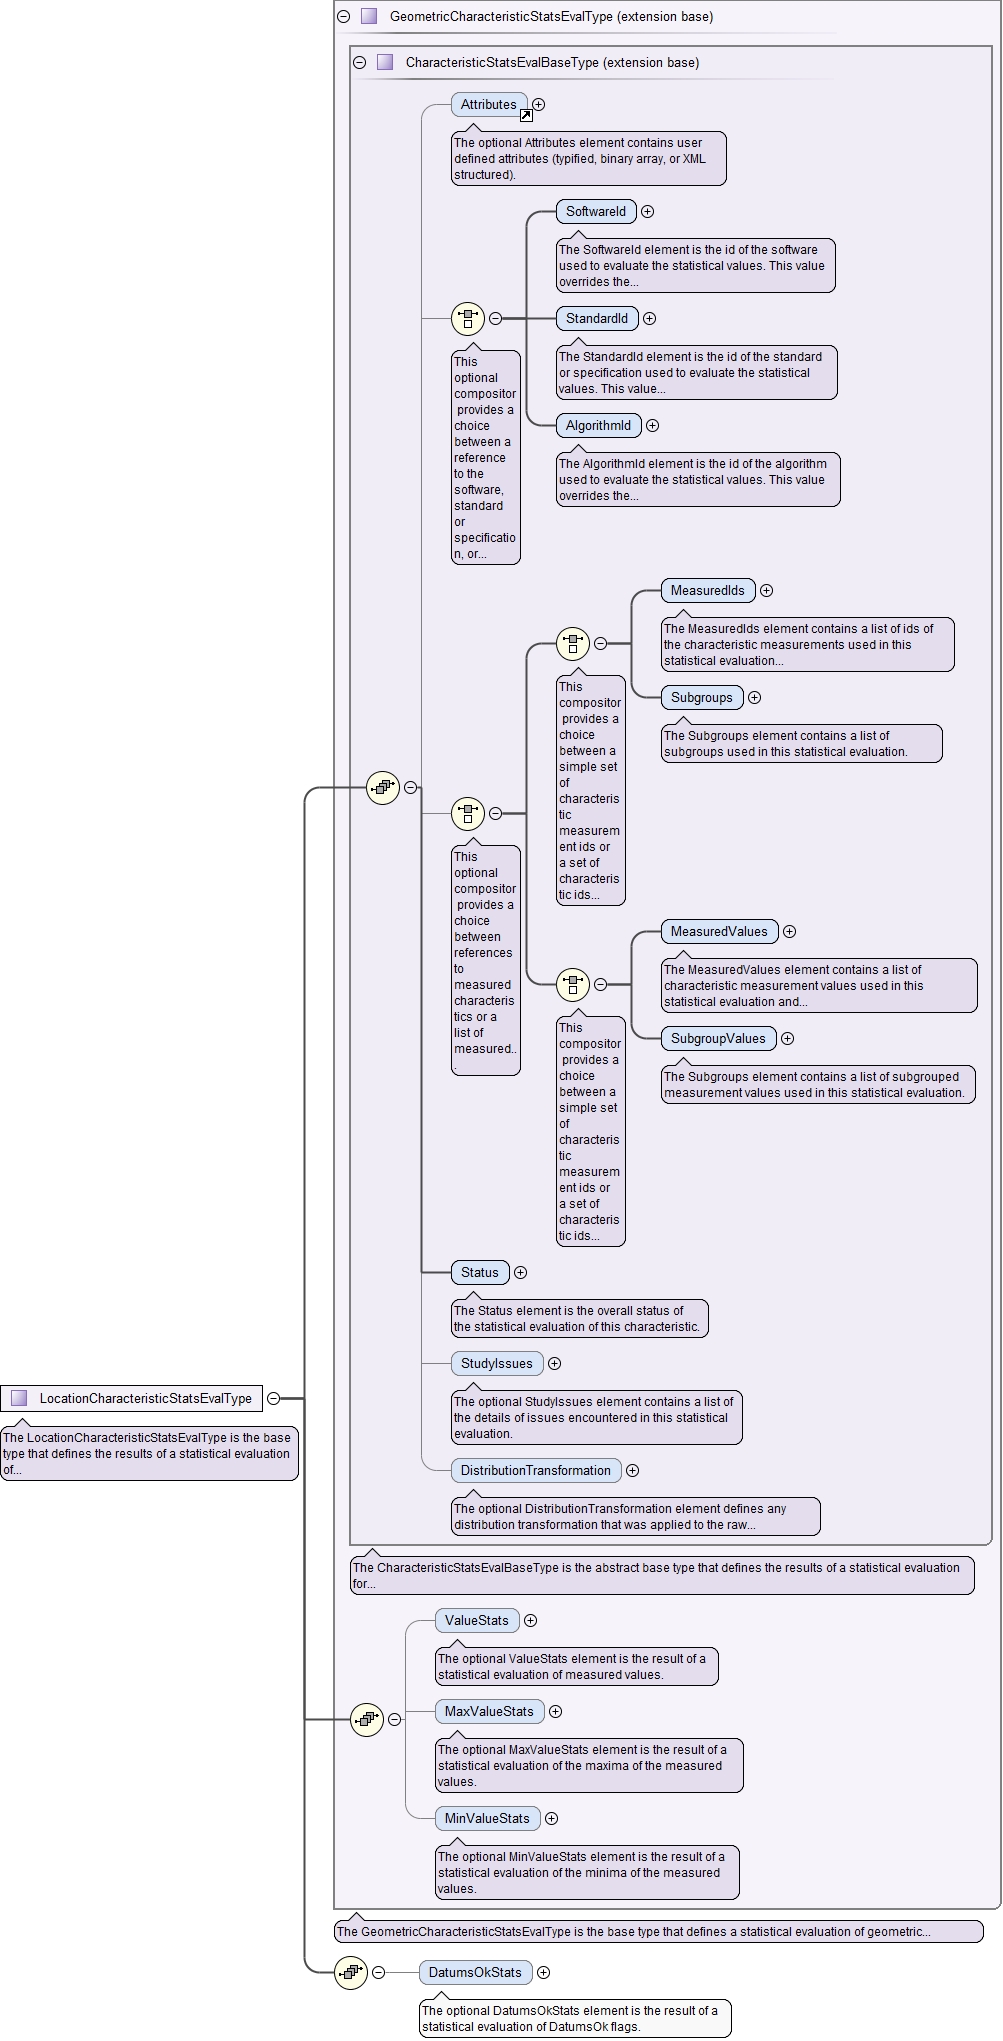 GeometricCharacteristicStatsEvalType (extension base)
CharacteristicStatsEvalBaseType (extension base)
Attributes
The optional Attributes element contains user
defined attributes (typified, binary array, or XML
structured).
SoftwareId
The SoftwareId element is the id of the software
used to evaluate the statistical values. This value
overrides the...
StandardId
The StandardId element is the id of the standard
or specification used to evaluate the statistical
values. This value...
This
optional
compositor
provides a
choice
between a
reference
to the
software,
standard
or
specificatio
n, or...
AlgorithmId
The AlgorithmId element is the id of the algorithm
used to evaluate the statistical values. This value
overrides the...
MeasuredIds
The MeasuredIds element contains a list of ids of
the characteristic measurements used in this
statistical evaluation...
This
compositor
provides a
choice
between a
simple set
of
characteris
tic
measurem
ent ids or
a set of
characteris
tic ids...
Subgroups
The Subgroups element contains a list of
subgroups used in this statistical evaluation.
This
optional
compositor
provides a
choice
between
references
to
measured
characteris
tics or a
list of
measured..
.
MeasuredValues
The MeasuredValues element contains a list of
characteristic measurement values used in this
statistical evaluation and...
This
compositor
provides a
choice
between a
simple set
of
characteris
tic
measurem
ent ids or
a set of
characteris
tic ids...
SubgroupValues
The Subgroups element contains a list of subgrouped
measurement values used in this statistical evaluation.
Status
The Status element is the overall status of
the statistical evaluation of this characteristic.
StudyIssues
The optional StudyIssues element contains a list of
the details of issues encountered in this statistical
evaluation.
LocationCharacteristicStatsEvalType
The LocationCharacteristicStatsEvalType is the base
type that defines the results of a statistical evaluation
of...
DistributionTransformation
The optional DistributionTransformation element defines any
distribution transformation that was applied to the raw...
The CharacteristicStatsEvalBaseType is the abstract base type that defines the results of a statistical evaluation
for...
ValueStats
The optional ValueStats element is the result of a
statistical evaluation of measured values.
MaxValueStats
The optional MaxValueStats element is the result of a
statistical evaluation of the maxima of the measured
values.
MinValueStats
The optional MinValueStats element is the result of a
statistical evaluation of the minima of the measured
values.
The GeometricCharacteristicStatsEvalType is the base type that defines a statistical evaluation of geometric...
DatumsOkStats
The optional DatumsOkStats element is the result of a
statistical evaluation of DatumsOk flags.